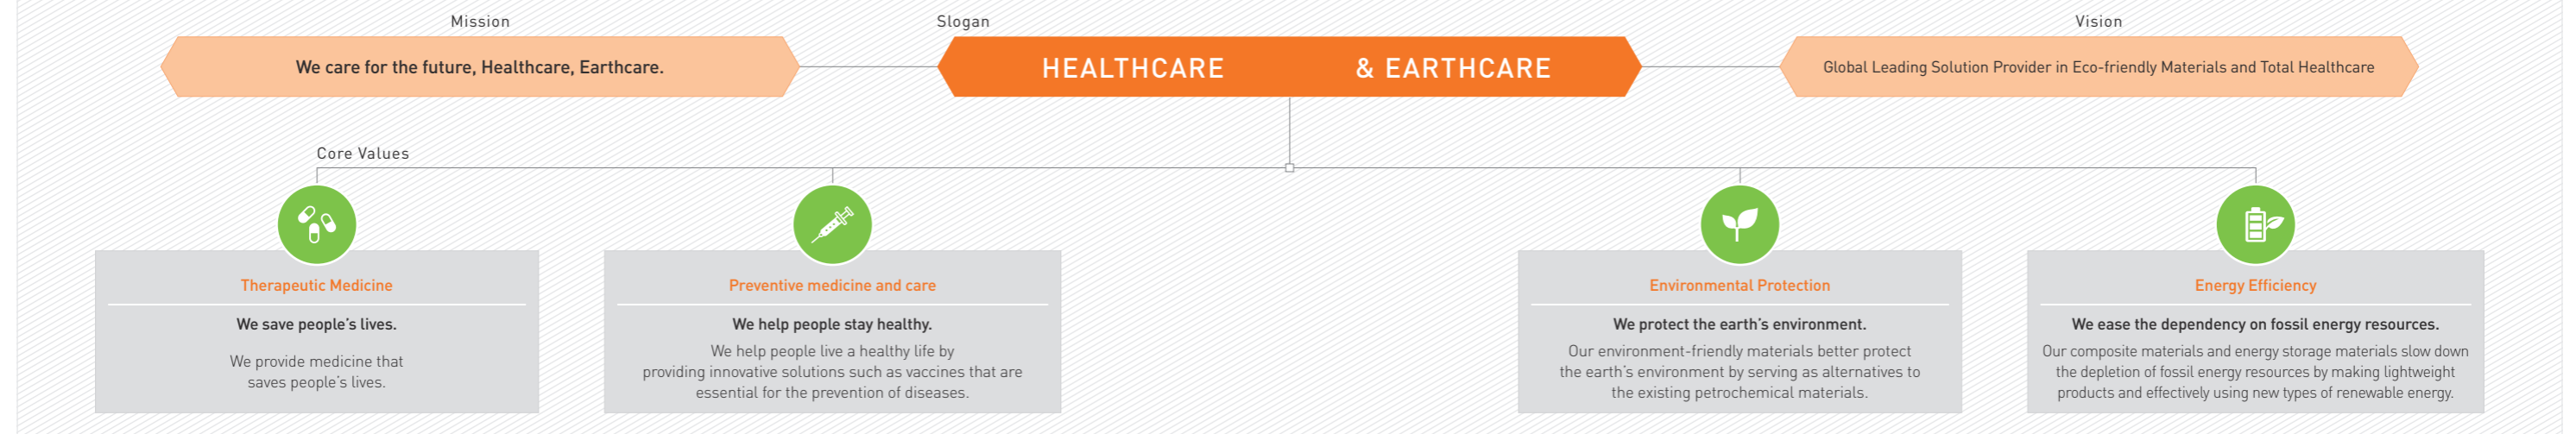 Mission
We care for the future, Healthcare, Earthcare.
Slogan
HEALTHCARE & EARTHCARE
Vision
Global Leading Solution Provider in Eco-friendly Materials and Total Healthcare
Core Values
Therapeutic Medicine
We save people's lives.
We provide medicine that
saves people's lives.
Preventive medicine and care
We help people stay healthy.
We help people live a healthy life by
providing innovative solutions such as vaccines that are
essential for the prevention of diseases.
Environmental Protection
We protect the earth's environment.
Our environment-friendly materials better protect
the earth's environment by serving as alternatives to
the existing petrochemical materials.
Energy Efficiency
We ease the dependency on fossil energy resources.
Our composite materials and energy storage materials slow down
the depletion of fossil energy resources by making lightweight
products and effectively using new types of renewable energy.